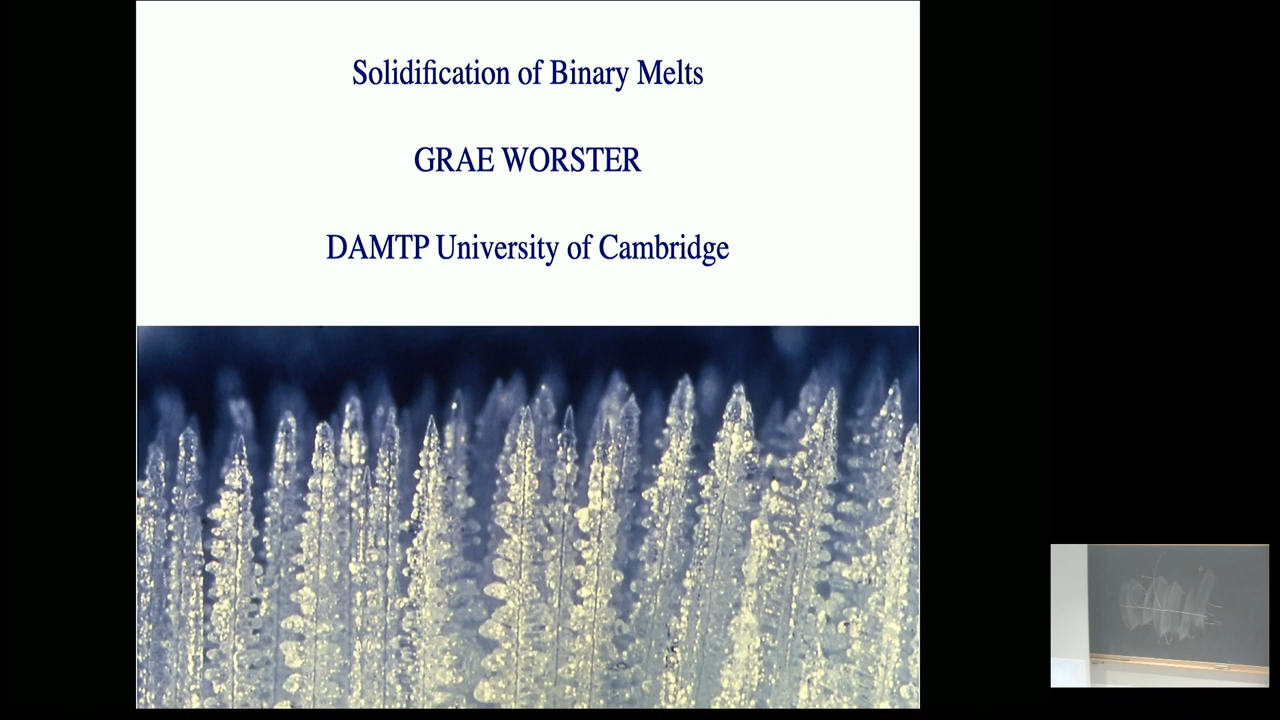 Solidification of Binary Melts
GRAE WORSTER
DAMTP University of Cambridge